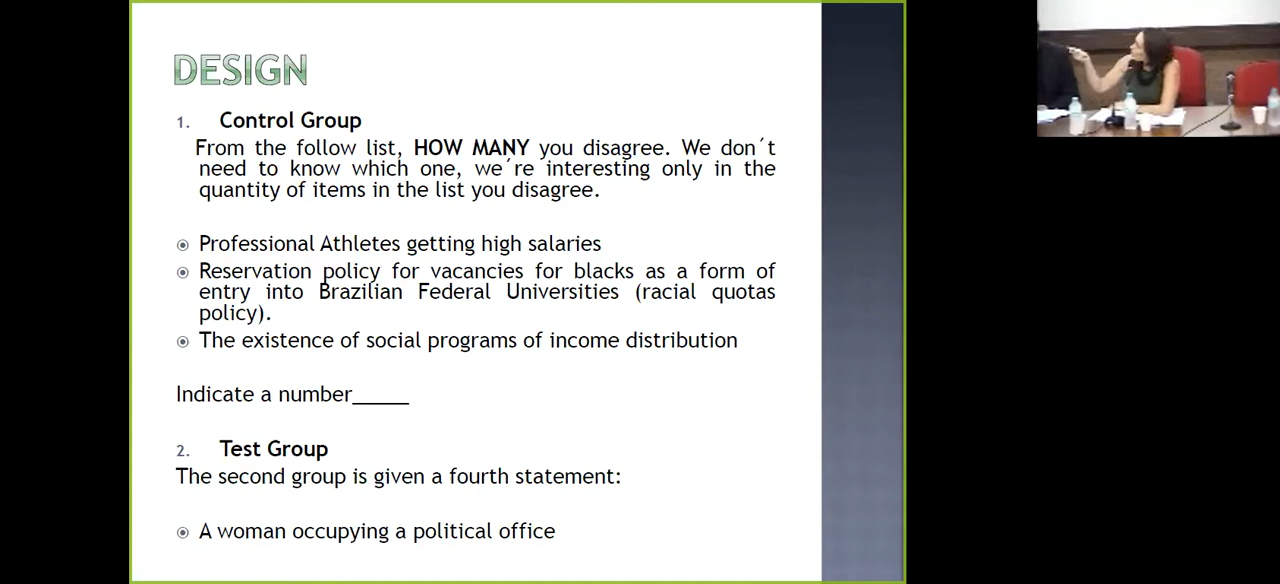 DESIGN
1. Control Group
From the follow list, HOW MANY you disagree. We don´t
need to know which one, we´re interesting only in the
quantity of items in the list you disagree.
Professional Athletes getting high salaries
Reservation policy for vacancies for blacks as a form of
entry into Brazilian Federal Universities (racial quotas
policy).
The existence of social programs of income distribution
Indicate a number_____
2. Test Group
The second group is given a fourth statement:
A woman occupying a political office